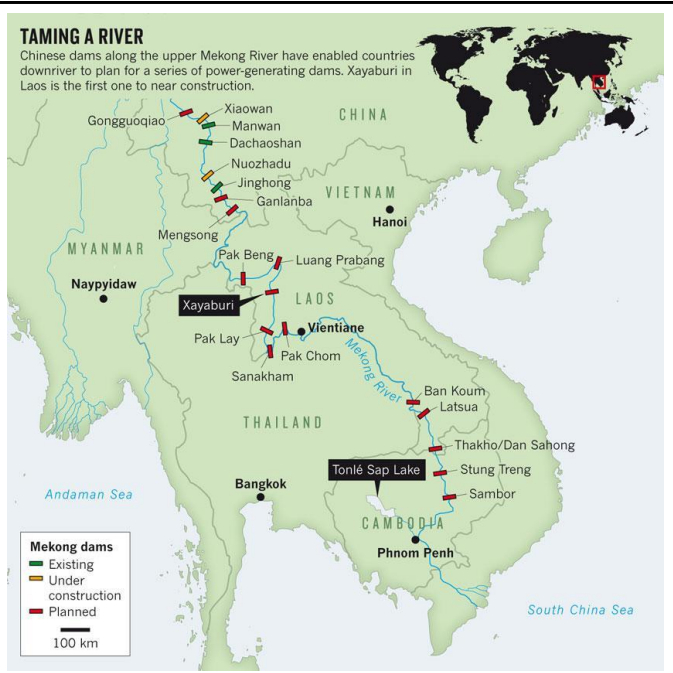 TAMING A RIVER
Chinese dams along the upper Mekong River have enabled countries
downriver to plan for a series of power-generating dams. Xayaburi in
Laos is the first one to near construction.
Gongguoqiao
Xiaowan
Manwan
Dachaoshan
Nuozhadu
Jinghong
Ganlanba
Mengsong
CHINA
VIETNAM
Hanoi
MYANMAR
Naypyidaw
Pak Beng
Luang Prabang
Xayaburi
LAOS
Pak Lay
Vientiane
Pak Chom
Sanakham
Mekong River
Ban Koum
Latsua
THAILAND
Thakho/Dan Sahong
Tonlé Sap Lake
Stung Treng
Sambor
Bangkok
Andaman Sea
CAMBODIA
Phnom Penh
Mekong dams
Existing
Under
construction
Planned
100 km
South China Sea